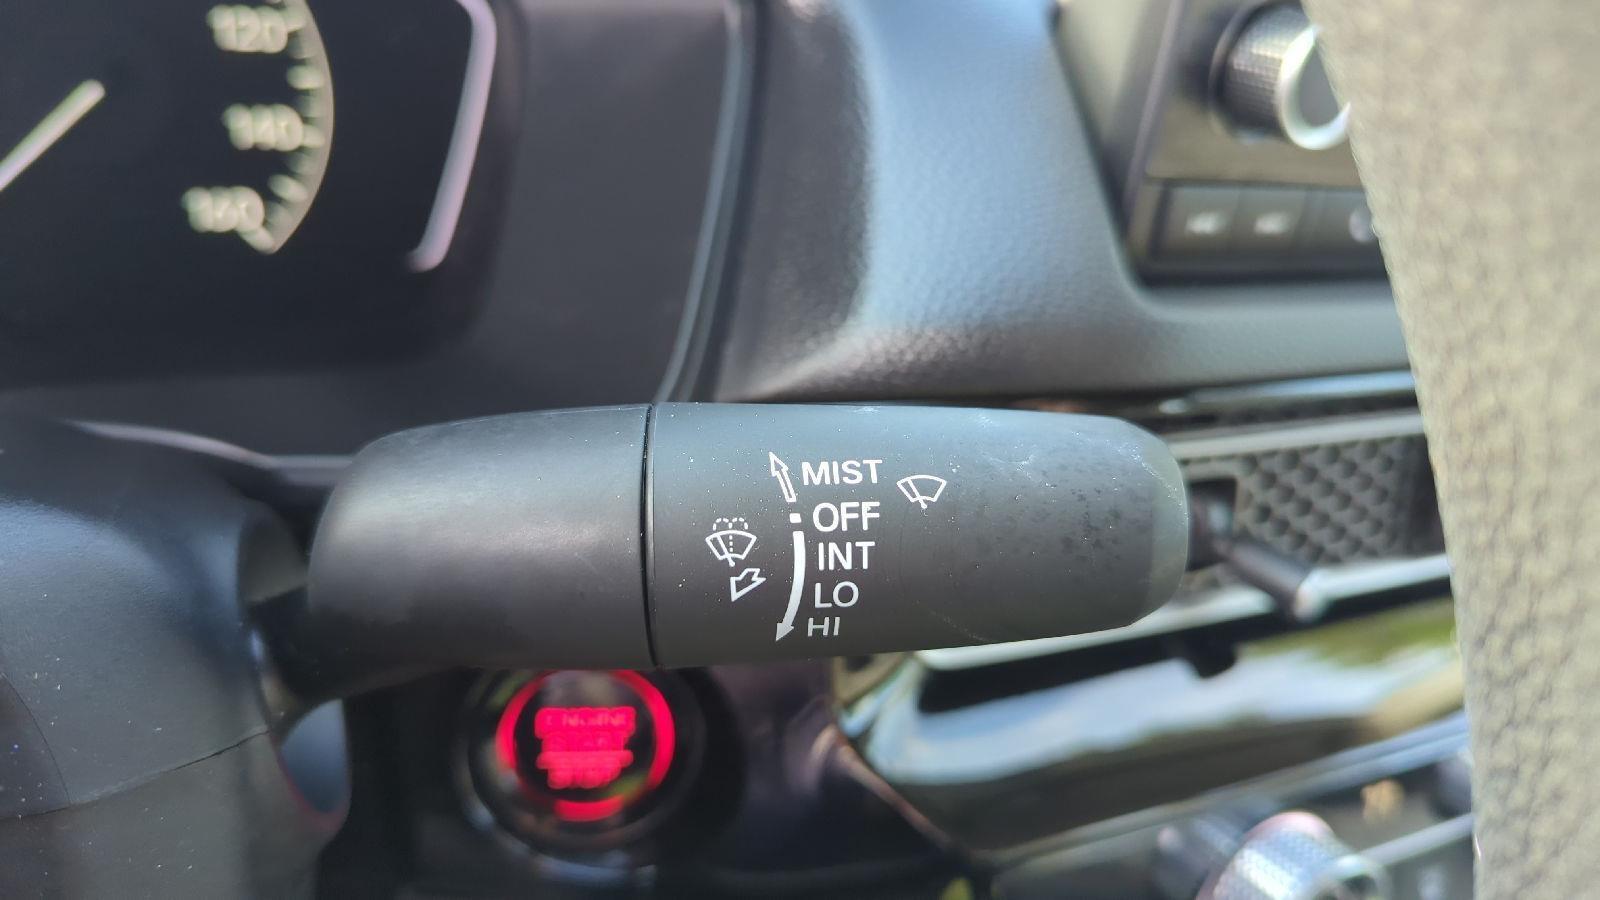 120
140
160
MIST
OFF
INT
LO
HI
ENGINE
START
STOP